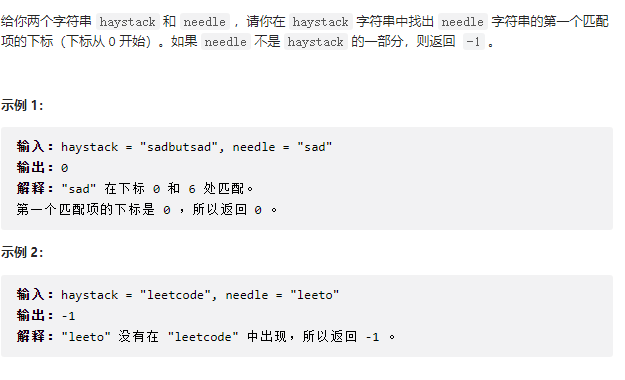 给你两个字符串 haystack 和 needle ，请你在 haystack 字符串中找出 needle 字符串的第一个匹配
项的下标（下标从 0 开始）。如果 needle 不是 haystack 的一部分，则返回 -1 。
示例 1：
输入：haystack = "sadbutsad", needle = "sad"
输出：0
解释："sad" 在下标 0 和 6 处匹配。
第一个匹配项的下标是 0 ，所以返回 0 。
示例 2：
输入：haystack = "leetcode", needle = "leeto"
输出：-1
解释："leeto" 没有在 "leetcode" 中出现，所以返回 -1 。